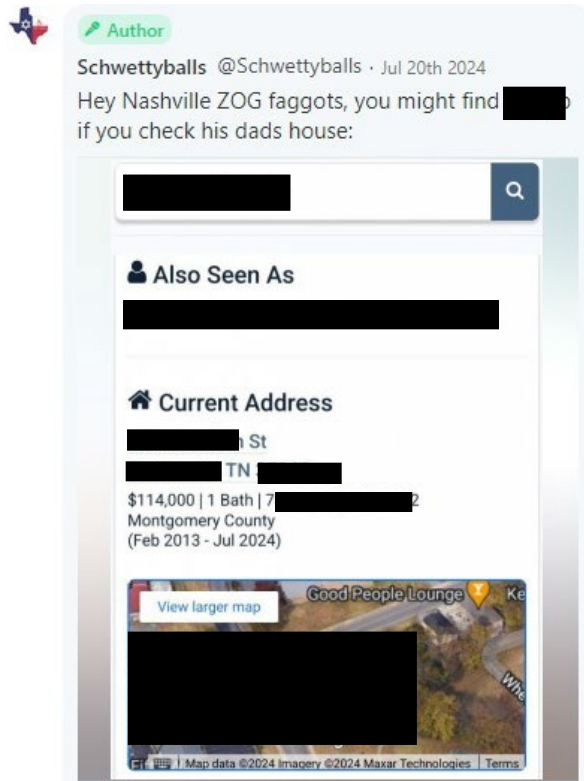 Author
Schwettyballs @Schwettyballs · Jul 20th 2024
Hey Nashville ZOG faggots, you might find
if you check his dads house:
Also Seen As
Current Address
St
TN
$114,000 | 1 Bath | 7
Montgomery County
(Feb 2013 - Jul 2024)
Good People Lounge
Ke
View larger map
Whe
Map data ©2024 Imagery ©2024 Maxar Technologies Terms